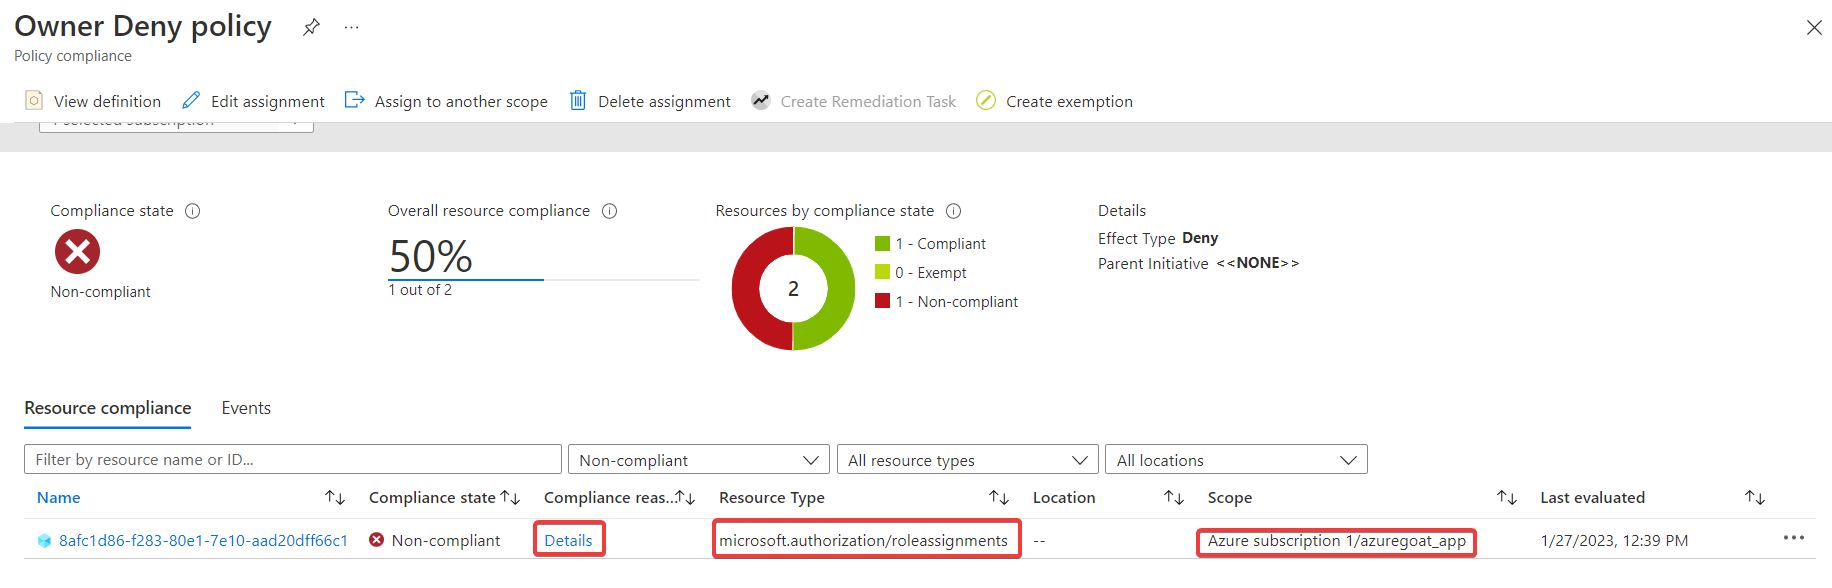 Owner Deny policy
...
Policy compliance
View definition Edit assignment Assign to another scope Delete assignment Create Remediation Task Create exemption
selected subscription
Compliance state
Non-compliant
Overall resource compliance
50%
1 out of 2
Resources by compliance state
2
1 - Compliant
0 - Exempt
1 - Non-compliant
Details
Effect Type Deny
Parent Initiative <<NONE>>
Resource compliance Events
Filter by resource name or ID... Non-compliant All resource types All locations
Name Compliance state Compliance reas... Resource Type Location Scope Last evaluated
8afc1d86-f283-80e1-7e10-aad20dff66c1 Non-compliant Details microsoft.authorization/roleassignments -- Azure subscription 1/azuregoat_app 1/27/2023, 12:39 PM ...